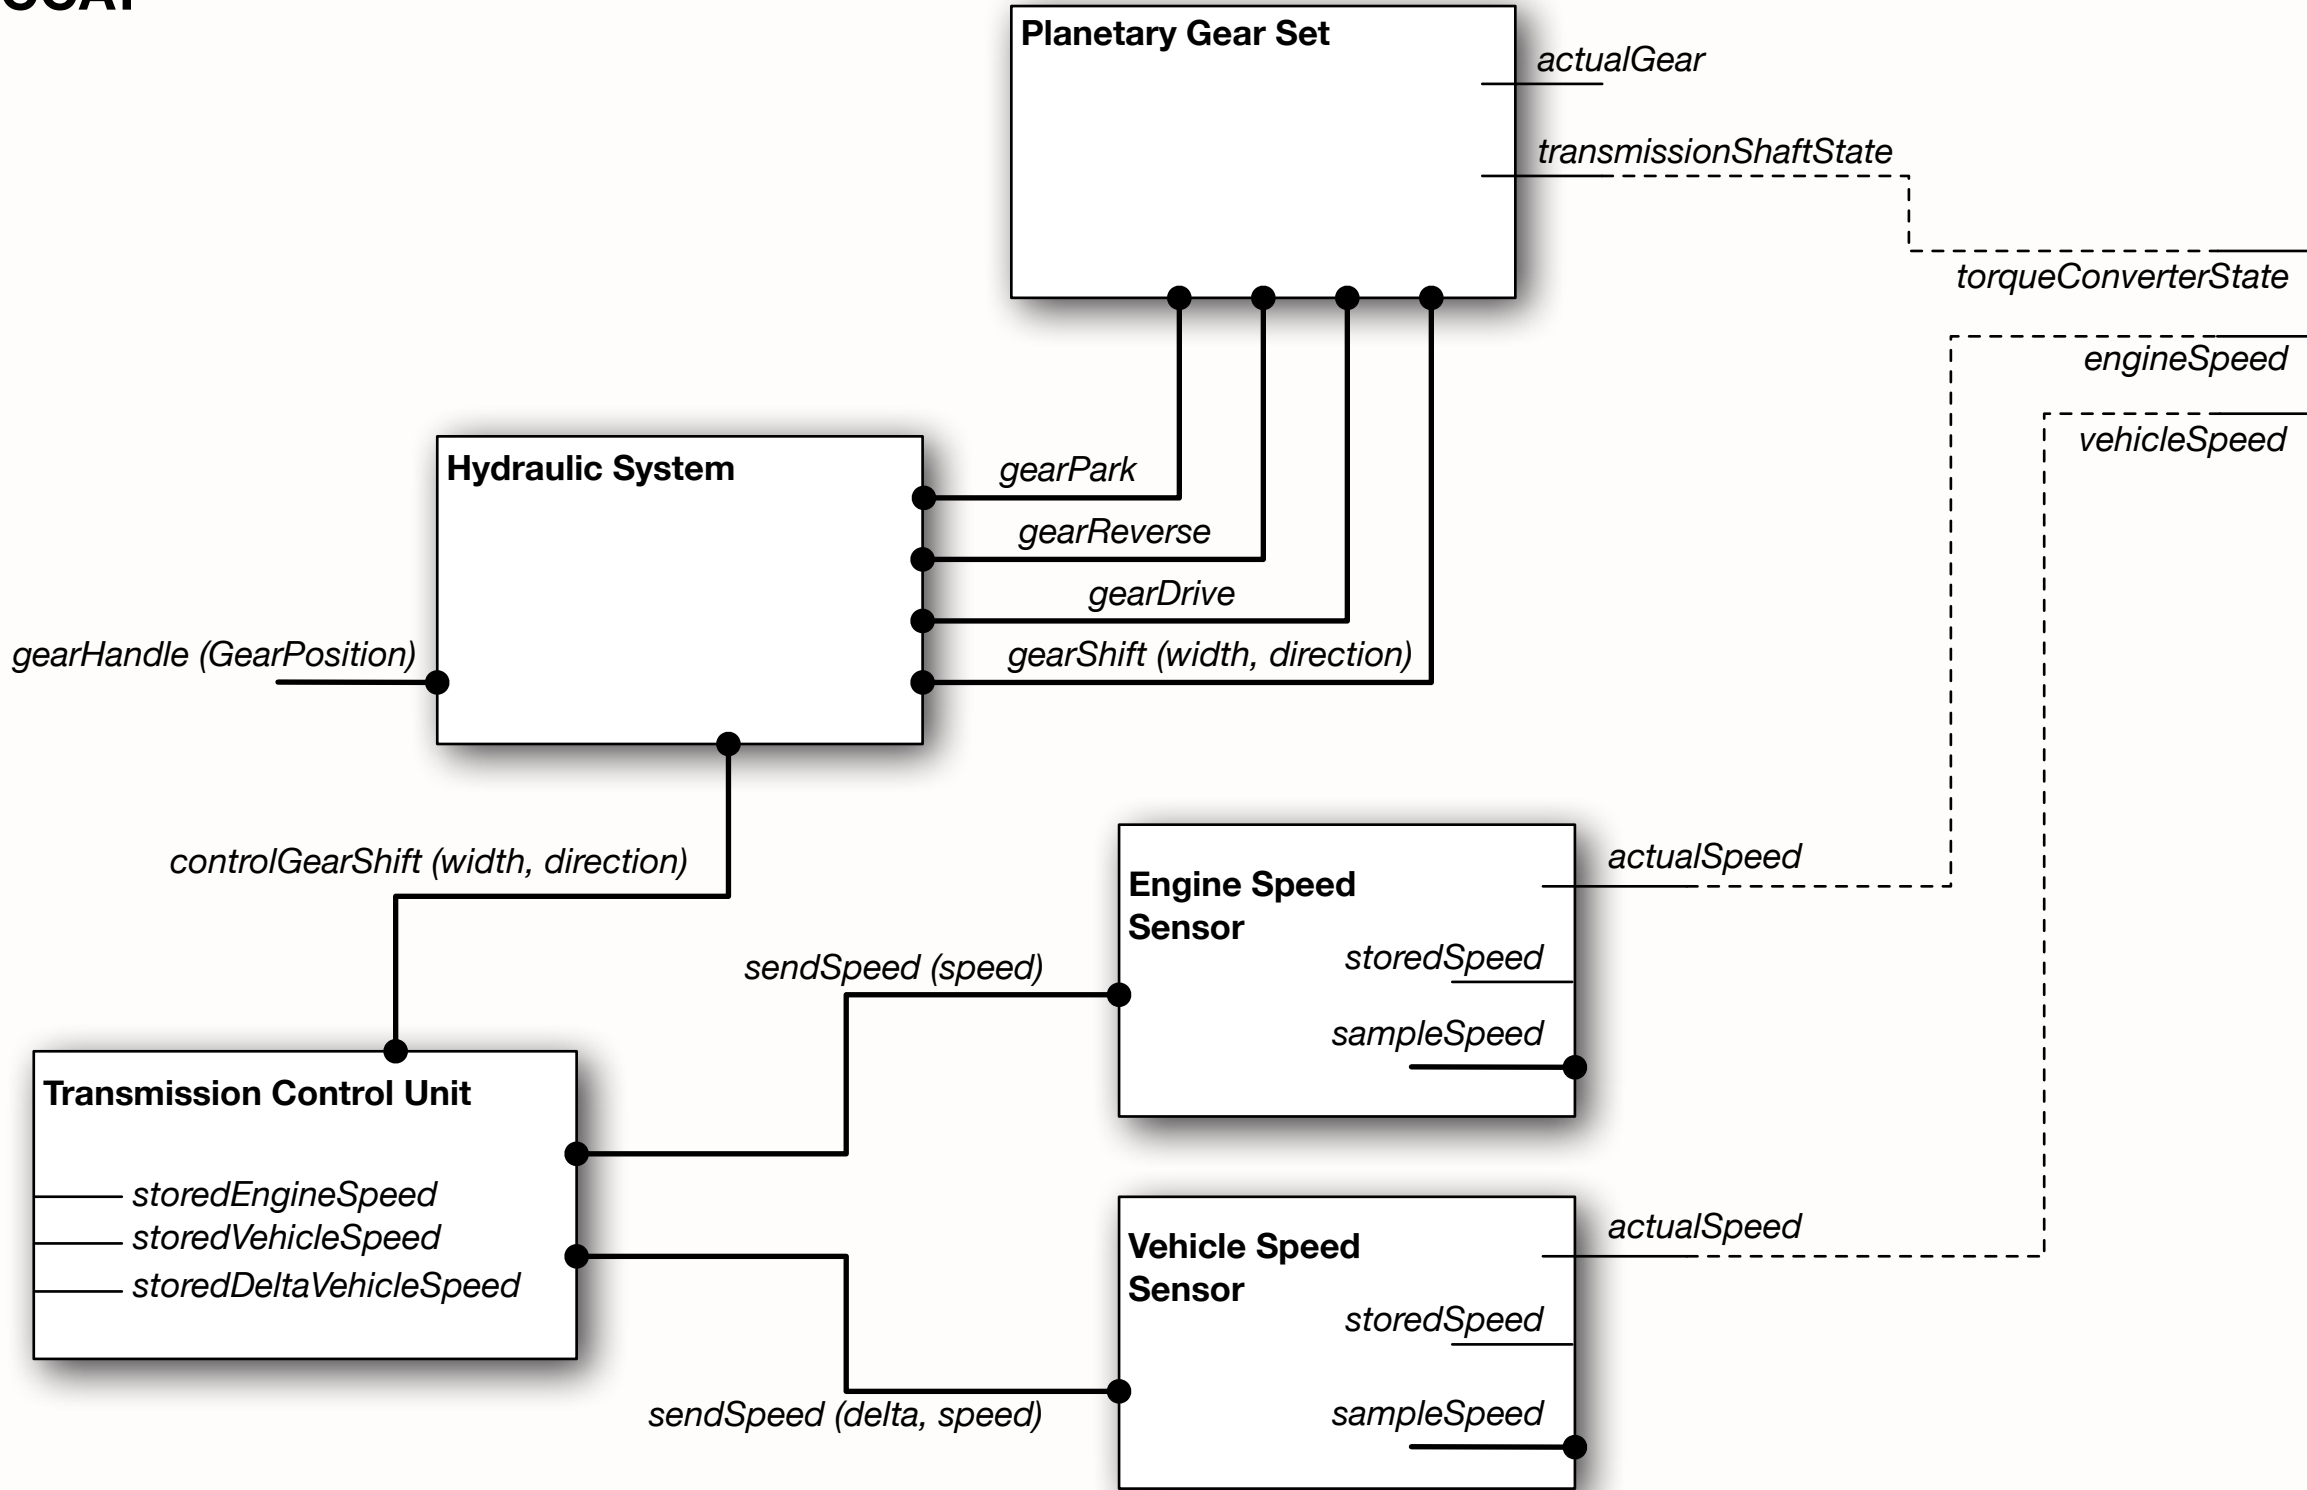 Planetary Gear Set
actualGear
transmissionShaftState
torqueConverterState
engineSpeed
vehicleSpeed
Hydraulic System
gearPark
gearReverse
gearDrive
gearHandle (GearPosition)
gearShift (width, direction)
controlGearShift (width, direction)
Engine Speed
Sensor
actualSpeed
storedSpeed
sendSpeed (speed)
sampleSpeed
Transmission Control Unit
storedEngineSpeed
storedVehicleSpeed
storedDeltaVehicleSpeed
Vehicle Speed
Sensor
actualSpeed
storedSpeed
sampleSpeed
sendSpeed (delta, speed)